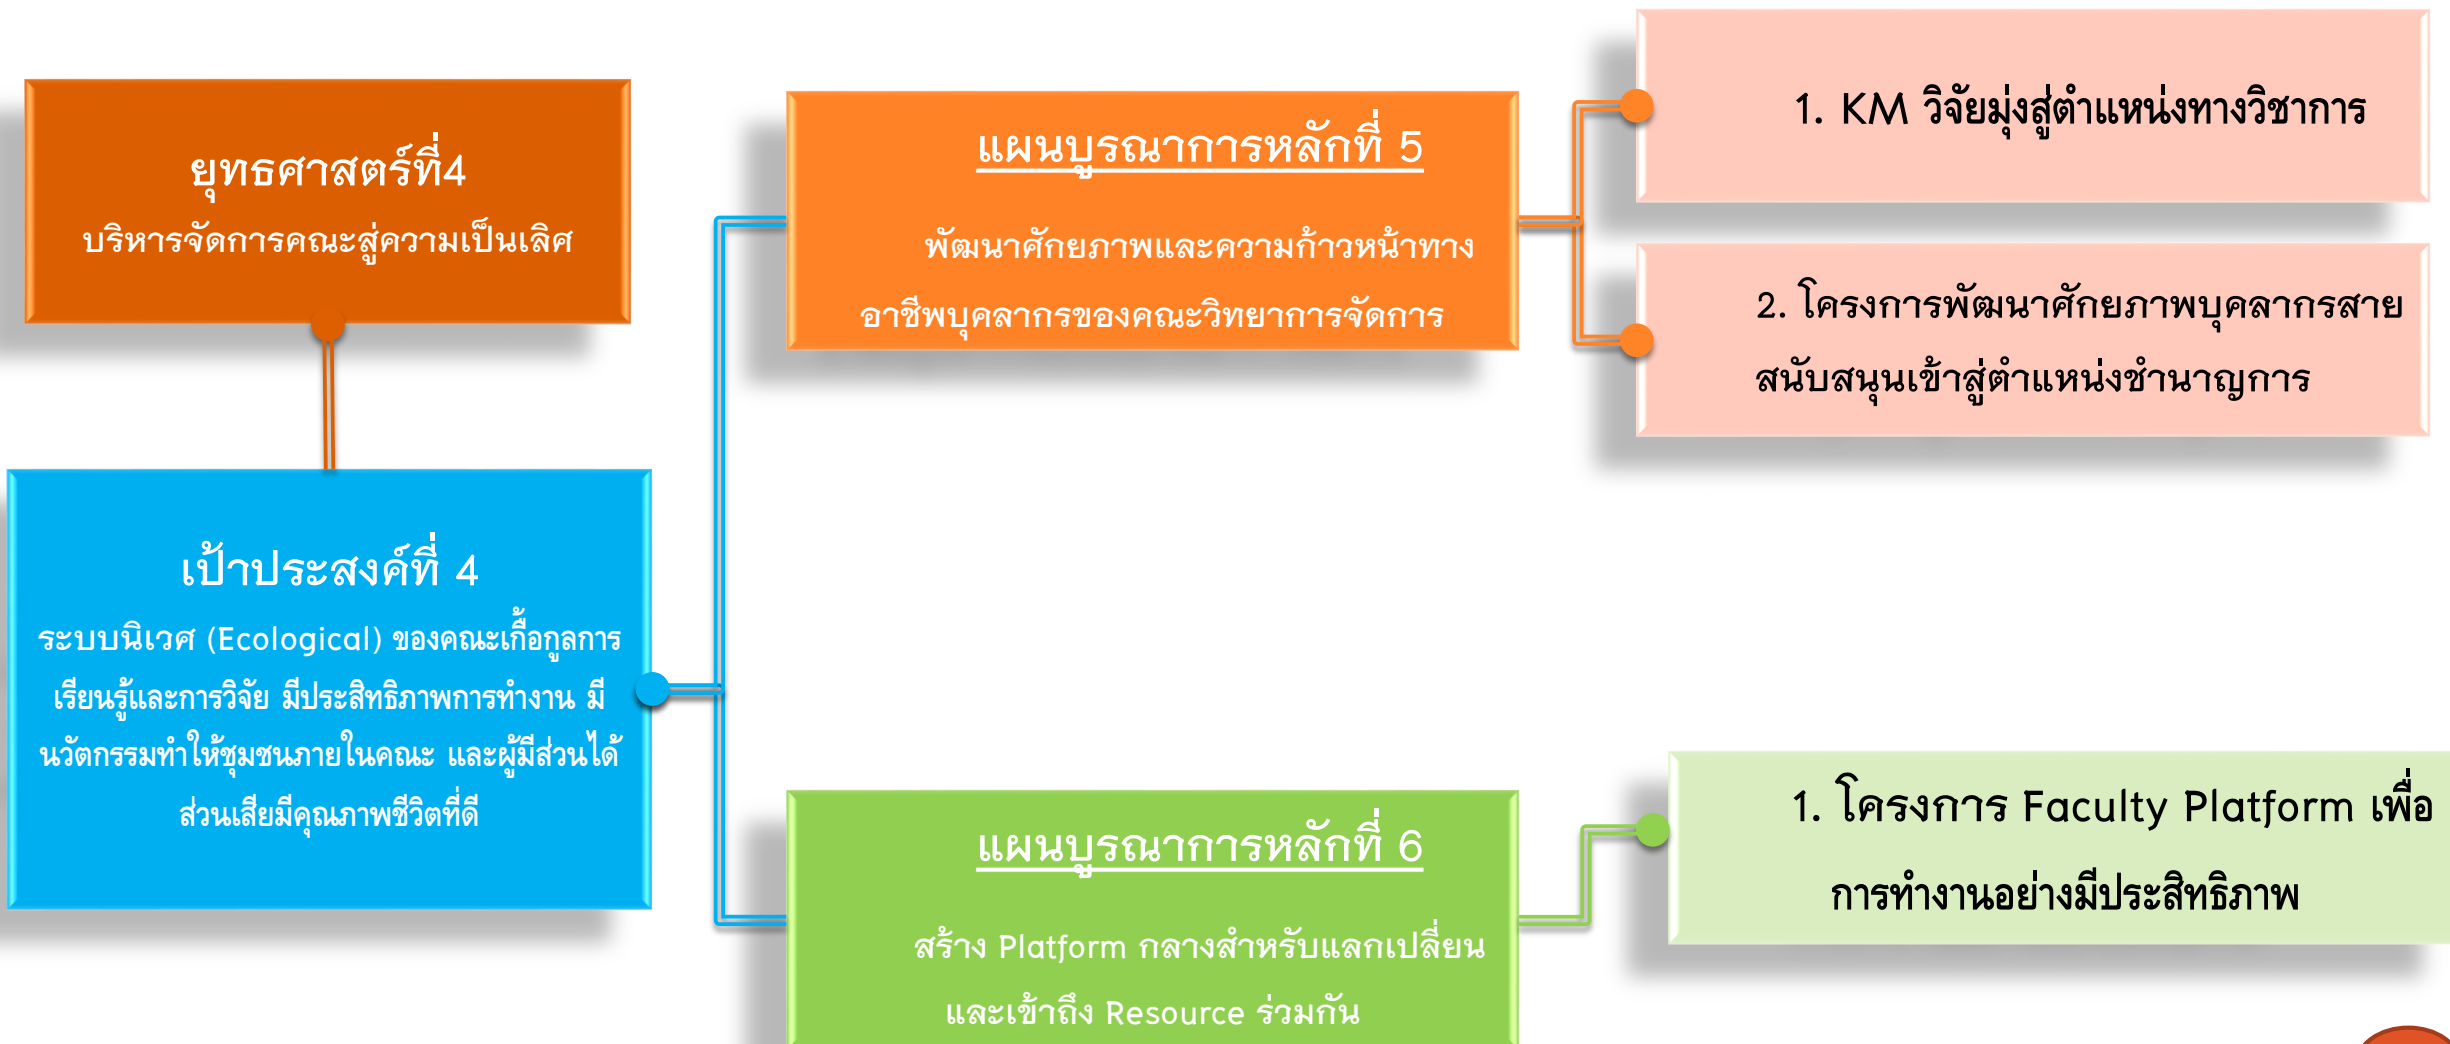 ยุทธศาสตร์ที่4
บริหารจัดการคณะสู่ความเป็นเลิศ
เป้าประสงค์ที่ 4
ระบบนิเวศ (Ecological) ของคณะเกื้อกูลการ
เรียนรู้และการวิจัย มีประสิทธิภาพการทำงาน มี
นวัตกรรมทำให้ชุมชนภายในคณะ และผู้มีส่วนได้
ส่วนเสียมีคุณภาพชีวิตที่ดี
แผนบูรณาการหลักที่ 5
พัฒนาศักยภาพและความก้าวหน้าทาง
อาชีพบุคลากรของคณะวิทยาการจัดการ
1. KM วิจัยมุ่งสู่ตำแหน่งทางวิชาการ
2. โครงการพัฒนาศักยภาพบุคลากรสาย
สนับสนุนเข้าสู่ตำแหน่งชำนาญการ
แผนบูรณาการหลักที่ 6
สร้าง Platform กลางสำหรับแลกเปลี่ยน
และเข้าถึง Resource ร่วมกัน
1. โครงการ Faculty Platform เพื่อ
การทำงานอย่างมีประสิทธิภาพ